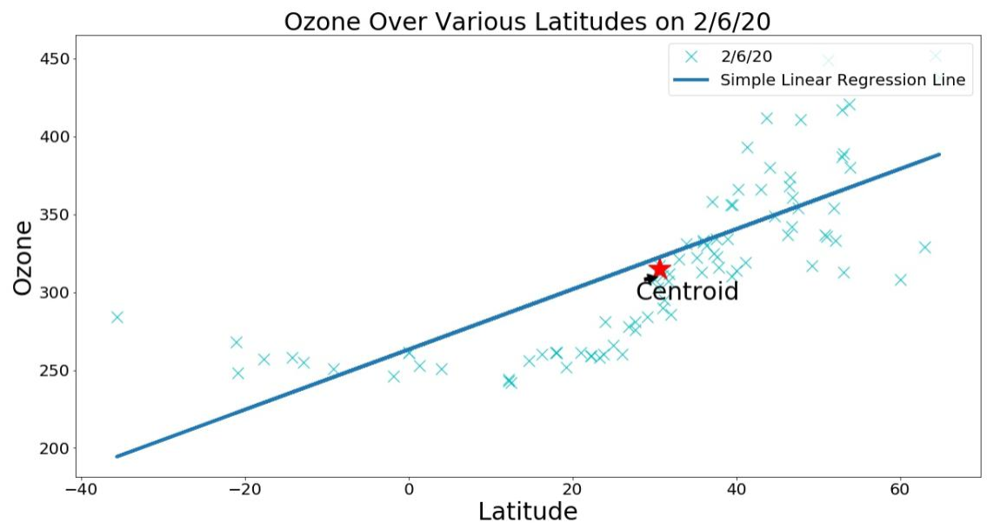 Ozone Over Various Latitudes on 2/6/20
2/6/20
Simple Linear Regression Line
Ozone
450
400
350
300
250
200
Centroid
−40
−20
0
20
40
60
Latitude